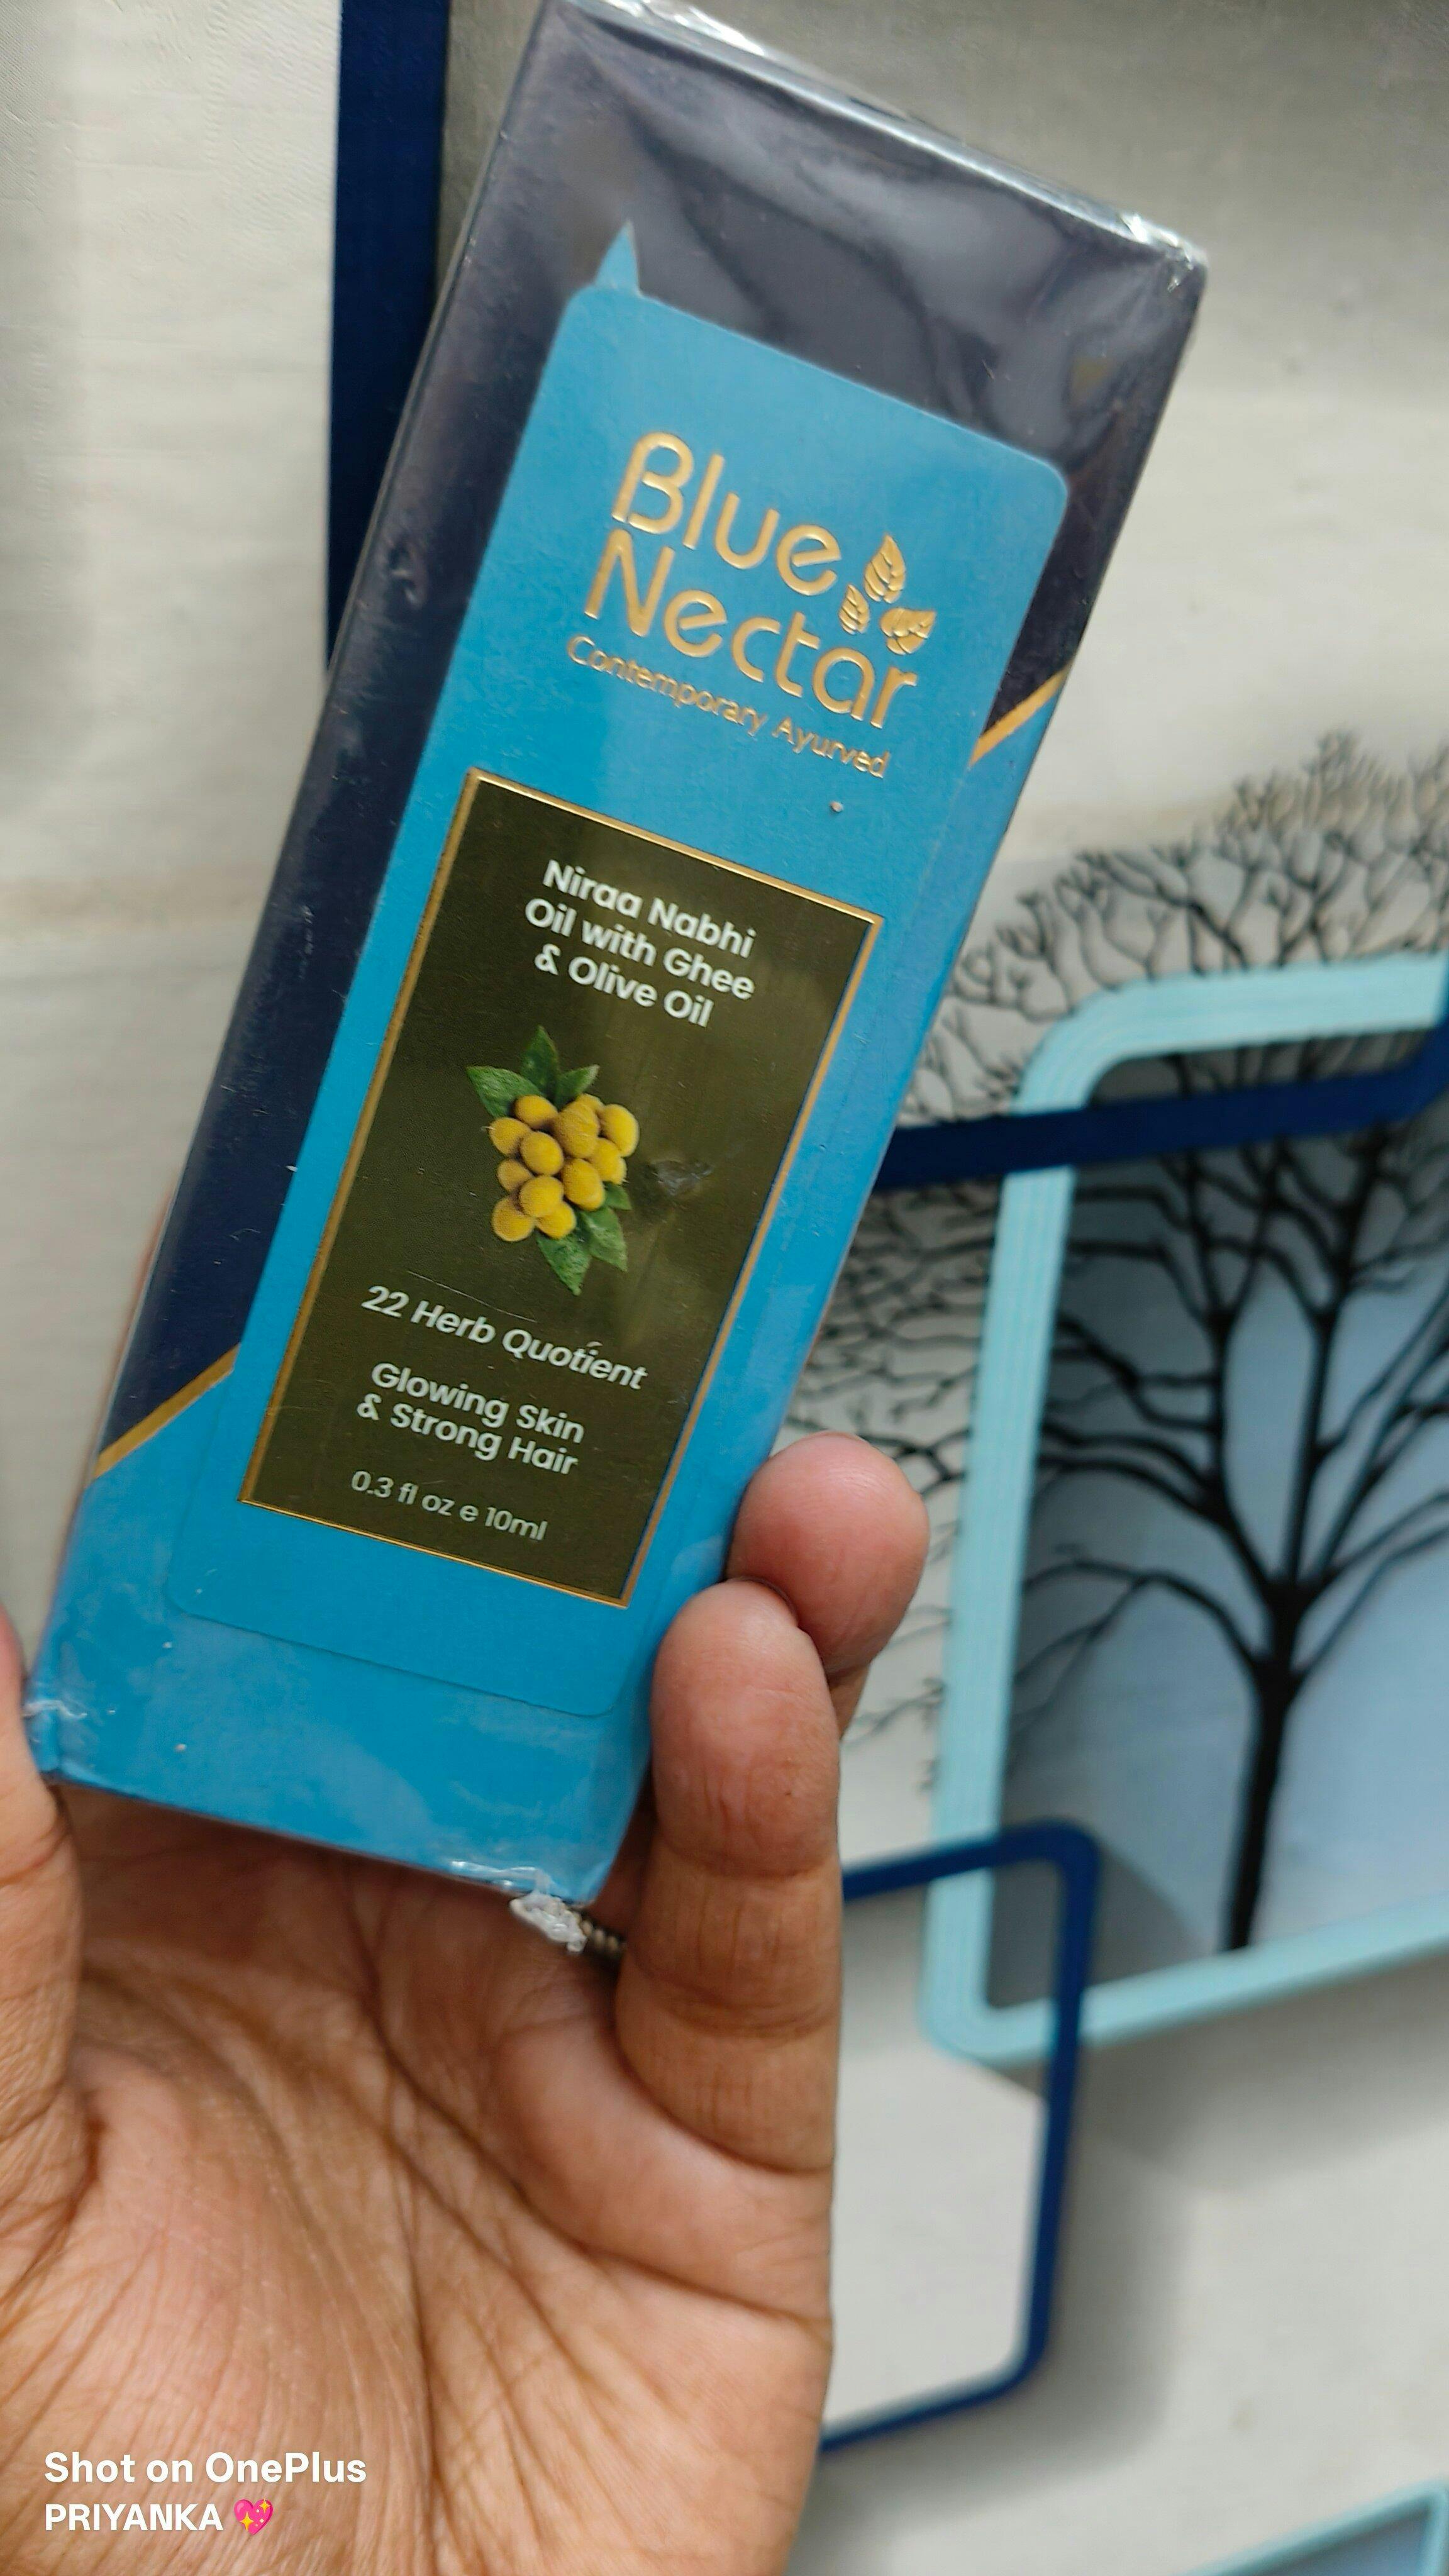 Blue
Nectar
Contemporary Ayurved
Niraa Nabhi
Oil with Ghee
& Olive Oil
22 Herb Quotient
Glowing Skin
& Strong Hair
0.3 fl oz e 10ml
Shot on OnePlus
PRIYANKA 💖